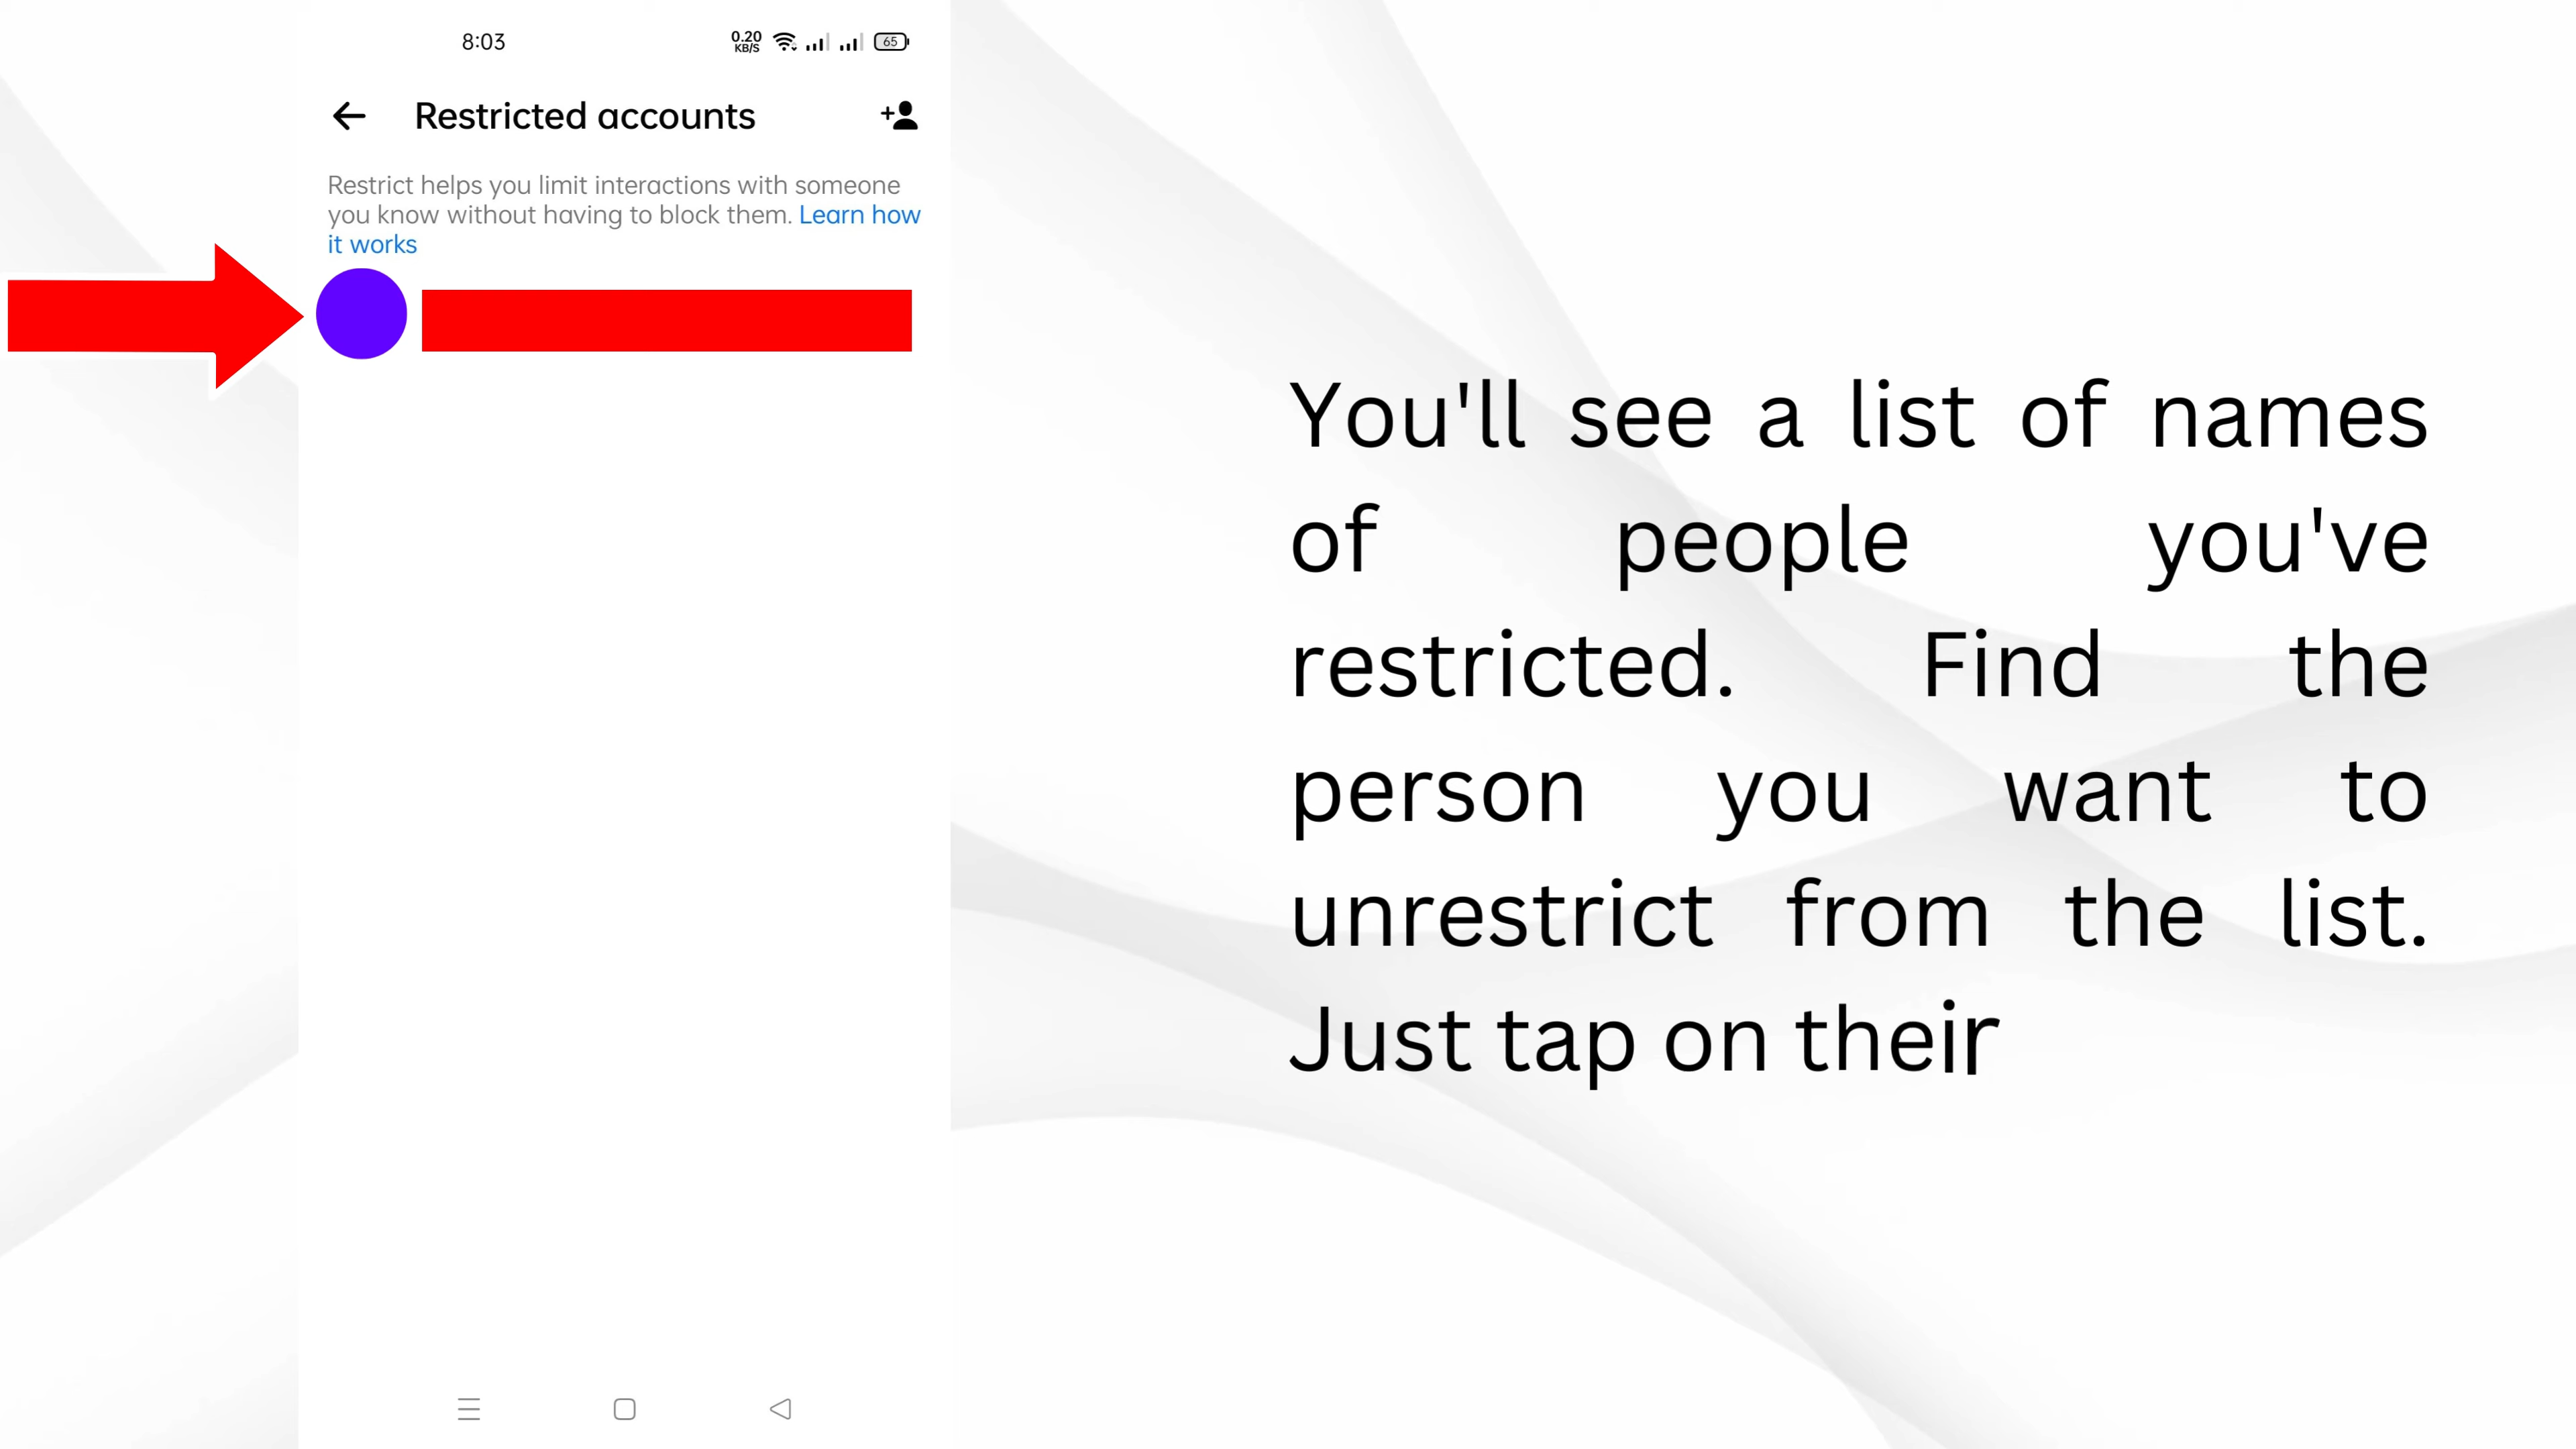 8:03
0.20
KB/S
65
Restricted accounts
Restrict helps you limit interactions with someone
you know without having to block them. Learn how
it works
You'll see a list of names
of people you've
restricted. Find the
person you want to
unrestrict from the list.
Just tap on their